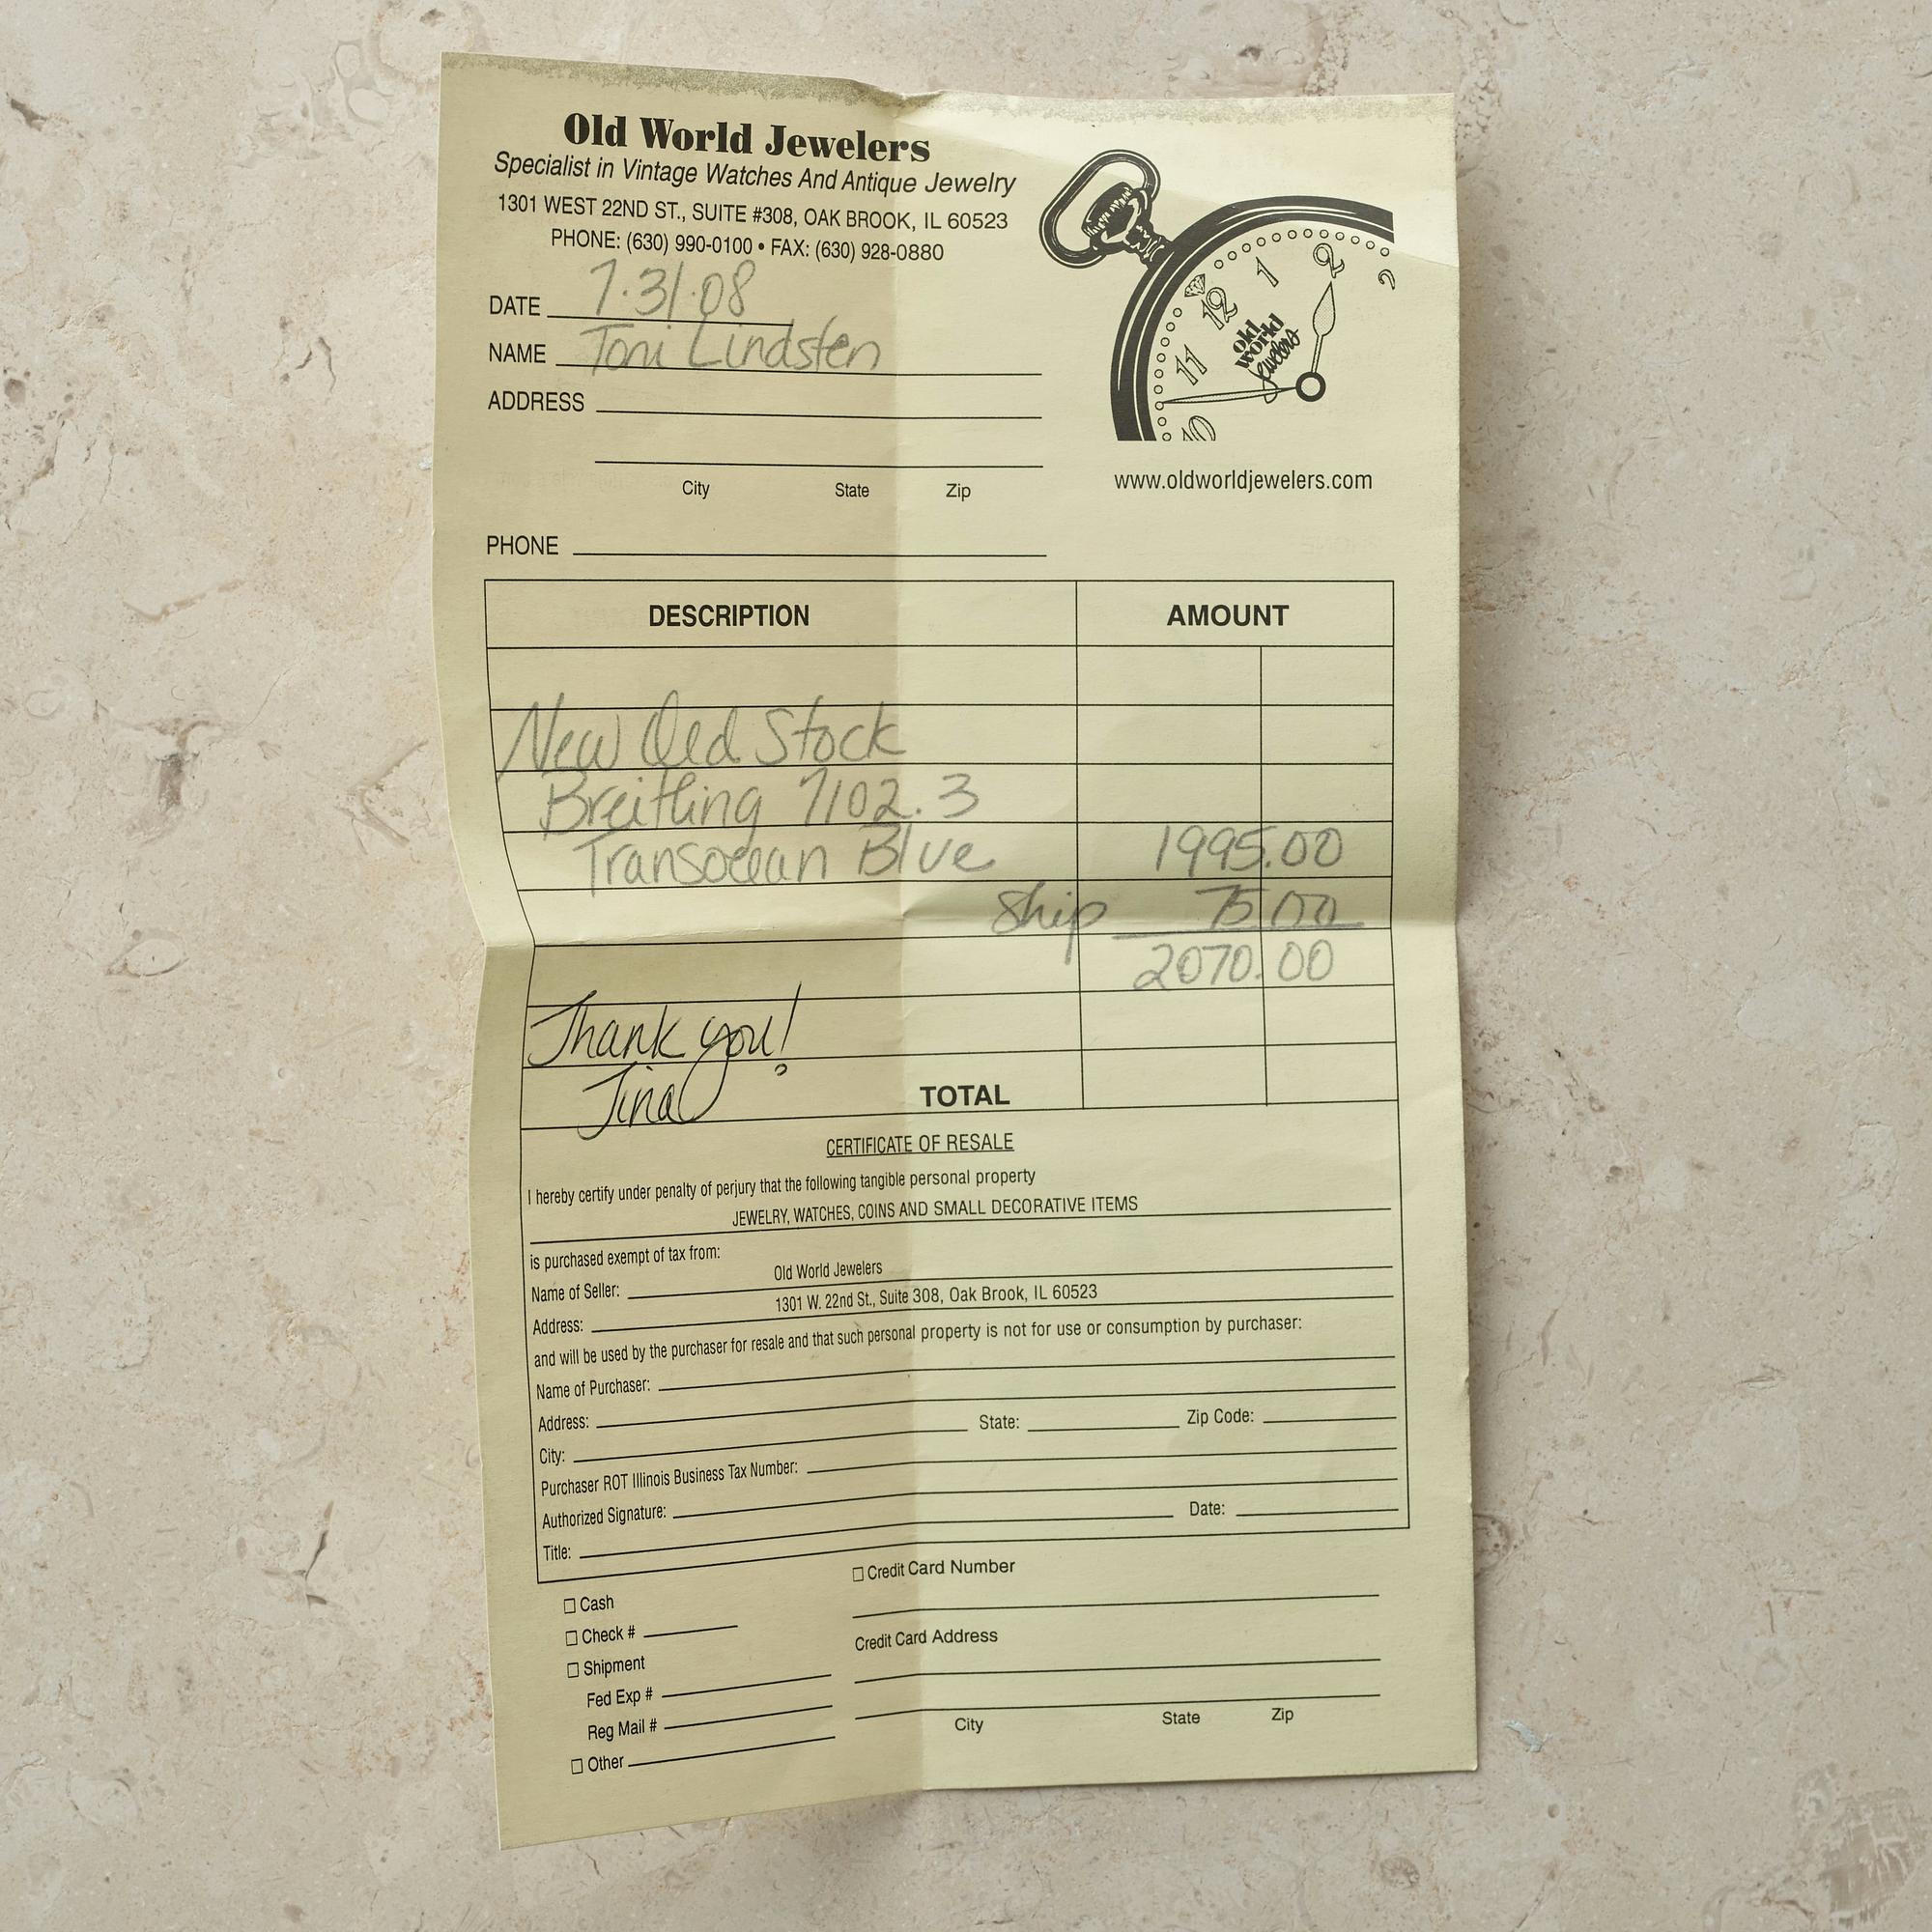 Old World Jewelers
Specialist in Vintage Watches And Antique Jewelry
1301 WEST 22ND ST., SUITE #308, OAK BROOK, IL 60523
PHONE: (630) 990-0100 • FAX: (630) 928-0880
DATE 7.31.08
NAME Toni Lindsten
ADDRESS
City State Zip
PHONE
10 11 12 1 2
old
world
jewelers
www.oldworldjewelers.com
DESCRIPTION AMOUNT
New Old Stock
Breitling 7102.3
Transocean Blue 1995.00
Ship 75.00
2070.00
Thank you!
Tina
TOTAL
CERTIFICATE OF RESALE
I hereby certify under penalty of perjury that the following tangible personal property
JEWELRY, WATCHES, COINS AND SMALL DECORATIVE ITEMS
is purchased exempt of tax from:
Name of Seller: Old World Jewelers
Address: 1301 W. 22nd St., Suite 308, Oak Brook, IL 60523
and will be used by the purchaser for resale and that such personal property is not for use or consumption by purchaser:
Name of Purchaser:
Address:
City: State: Zip Code:
Purchaser ROT Illinois Business Tax Number:
Authorized Signature: Date:
Title:
☐ Cash
☐ Check #
☐ Shipment
Fed Exp #
Reg Mail #
☐ Other
☐ Credit Card Number
Credit Card Address
City State Zip